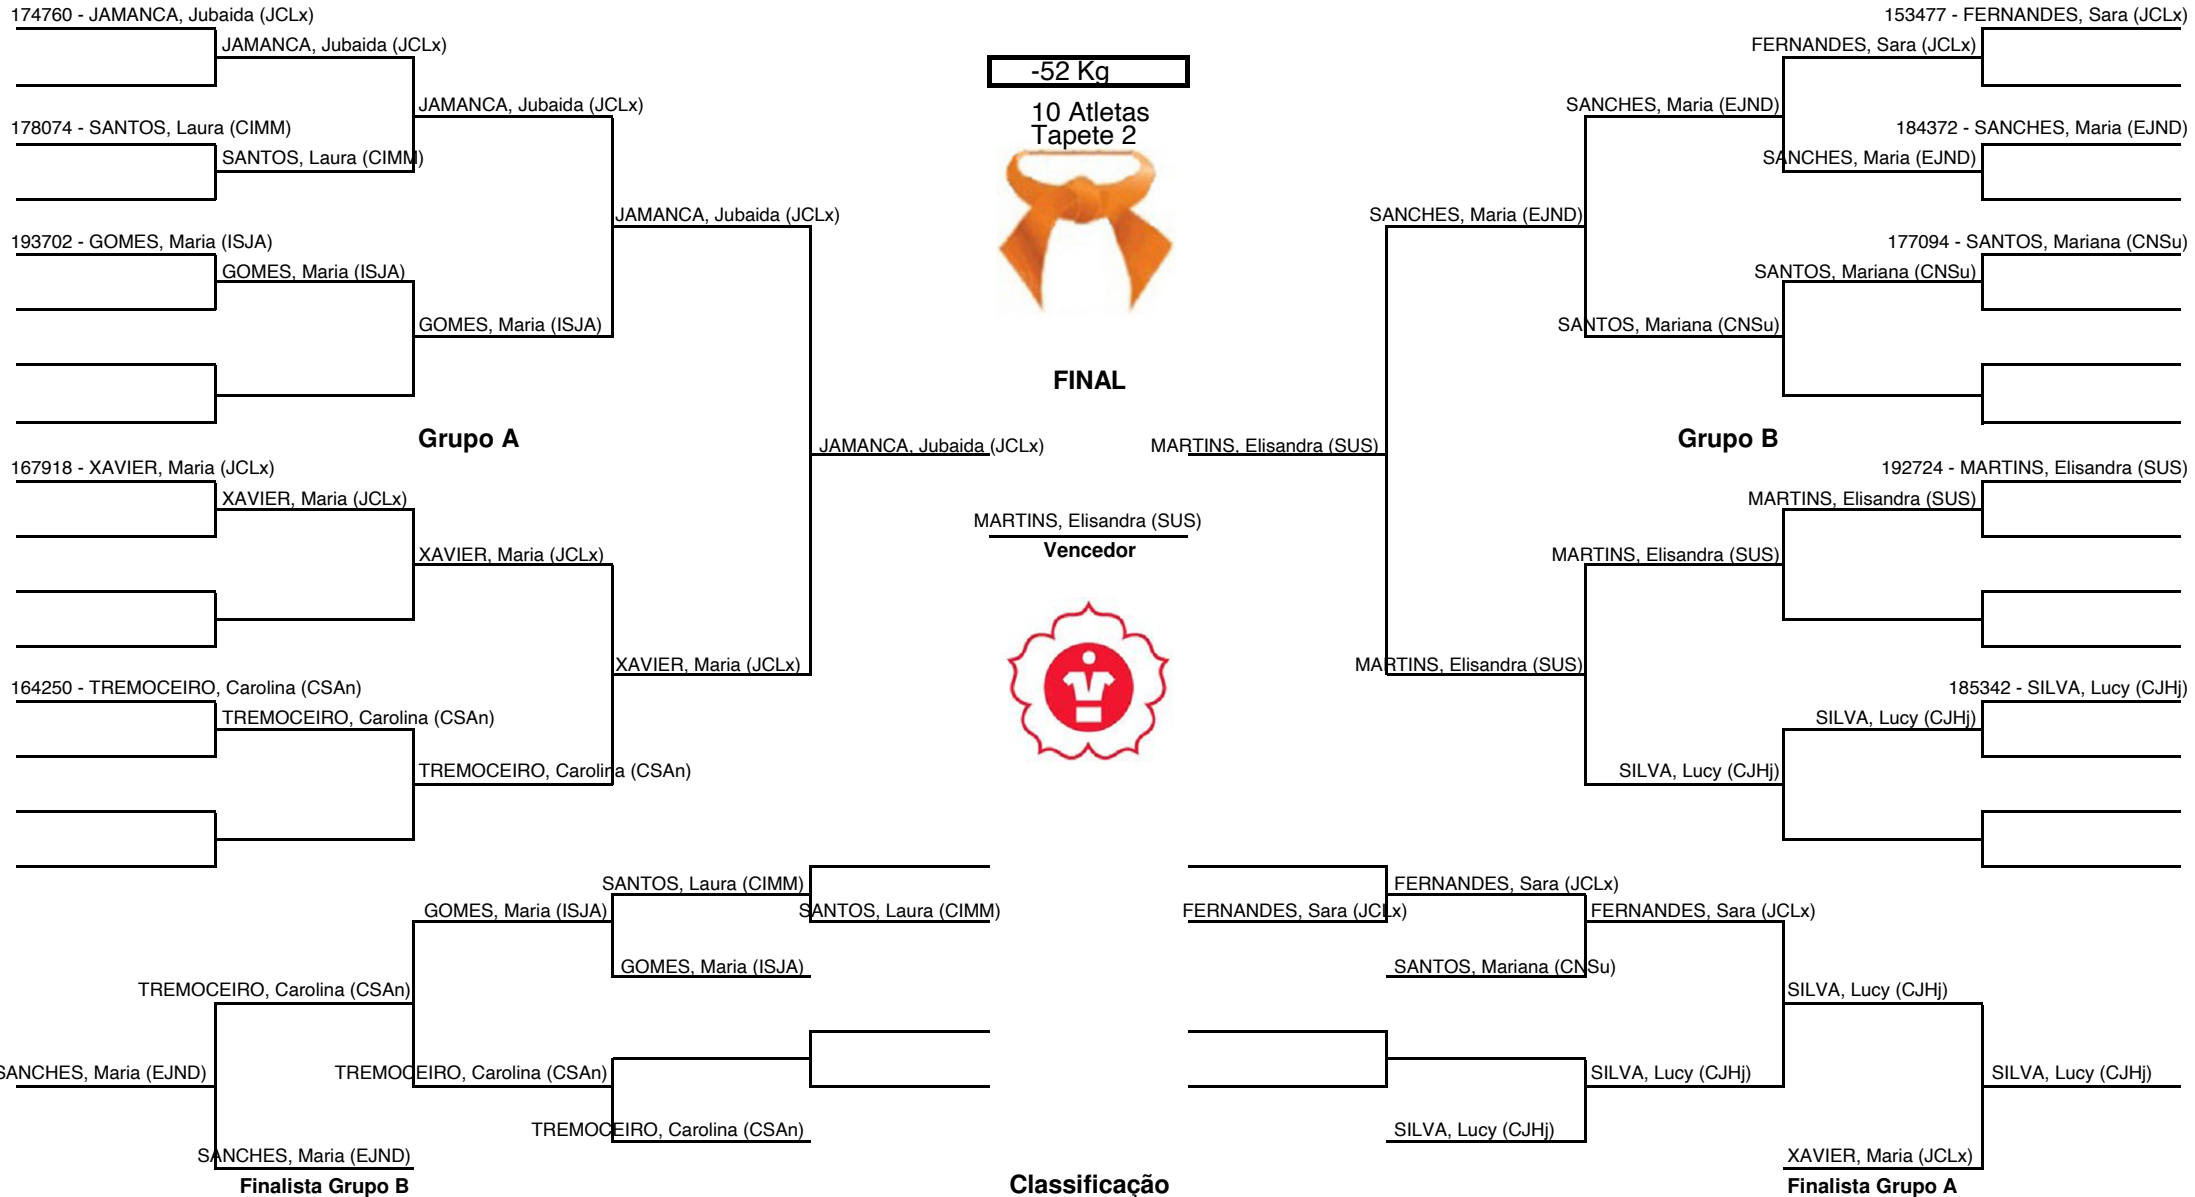 174760 - JAMANCA, Jubaida (JCLx)
153477 - FERNANDES, Sara (JCLx)
JAMANCA, Jubaida (JCLx)
FERNANDES, Sara (JCLx)
-52 Kg
JAMANCA, Jubaida (JCLx)
SANCHES, Maria (EJND)
10 Atletas
178074 - SANTOS, Laura (CIMM)
184372 - SANCHES, Maria (EJND)
Tapete 2
SANTOS, Laura (CIMM)
SANCHES, Maria (EJND)
JAMANCA, Jubaida (JCLx)
SANCHES, Maria (EJND)
193702 - GOMES, Maria (ISJA)
177094 - SANTOS, Mariana (CNSu)
GOMES, Maria (ISJA)
SANTOS, Mariana (CNSu)
GOMES, Maria (ISJA)
SANTOS, Mariana (CNSu)
FINAL
Grupo A
Grupo B
JAMANCA, Jubaida (JCLx)
MARTINS, Elisandra (SUS)
167918 - XAVIER, Maria (JCLx)
192724 - MARTINS, Elisandra (SUS)
XAVIER, Maria (JCLx)
MARTINS, Elisandra (SUS)
MARTINS, Elisandra (SUS)
Vencedor
XAVIER, Maria (JCLx)
MARTINS, Elisandra (SUS)
XAVIER, Maria (JCLx)
MARTINS, Elisandra (SUS)
164250 - TREMOCEIRO, Carolina (CSAn)
185342 - SILVA, Lucy (CJHj)
TREMOCEIRO, Carolina (CSAn)
SILVA, Lucy (CJHj)
TREMOCEIRO, Carolina (CSAn)
SILVA, Lucy (CJHj)
SANTOS, Laura (CIMM)
FERNANDES, Sara (JCLx)
GOMES, Maria (ISJA)
SANTOS, Laura (CIMM)
FERNANDES, Sara (JCLx)
FERNANDES, Sara (JCLx)
GOMES, Maria (ISJA)
SANTOS, Mariana (CNSu)
TREMOCEIRO, Carolina (CSAn)
SILVA, Lucy (CJHj)
SANCHES, Maria (EJND)
TREMOCEIRO, Carolina (CSAn)
SILVA, Lucy (CJHj)
SILVA, Lucy (CJHj)
TREMOCEIRO, Carolina (CSAn)
SILVA, Lucy (CJHj)
SANCHES, Maria (EJND)
XAVIER, Maria (JCLx)
Finalista Grupo B
Classificação
Finalista Grupo A